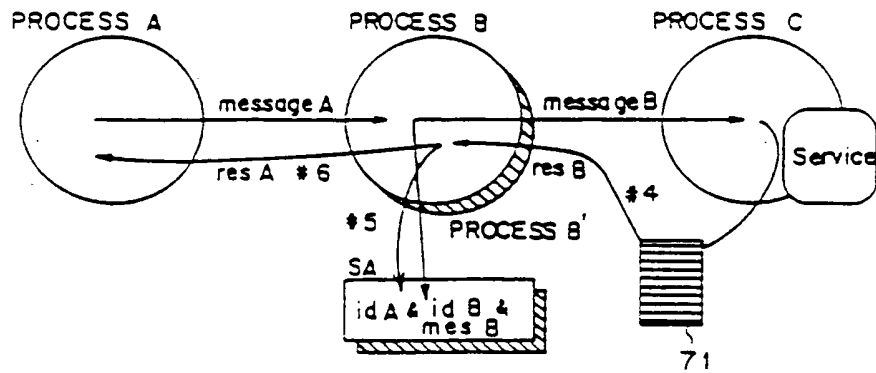 PROCESS A
PROCESS B
PROCESS C
message A
message B
res A #6
res B
Service
#4
#5
PROCESS B'
SA
id A & id B &
mes B
71